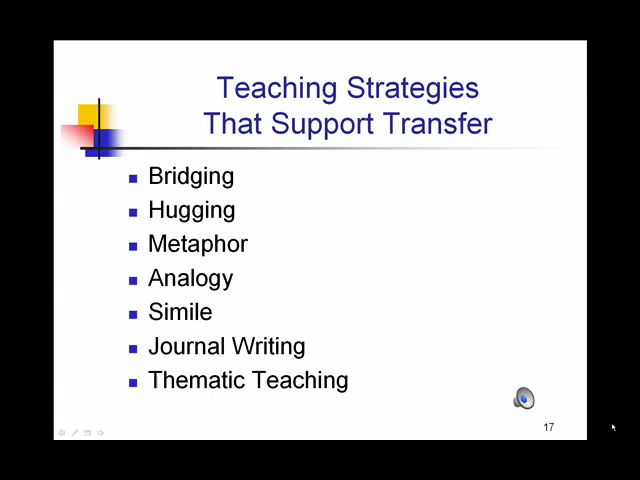 Teaching Strategies
That Support Transfer
Bridging
Hugging
Metaphor
Analogy
Simile
Journal Writing
Thematic Teaching
17